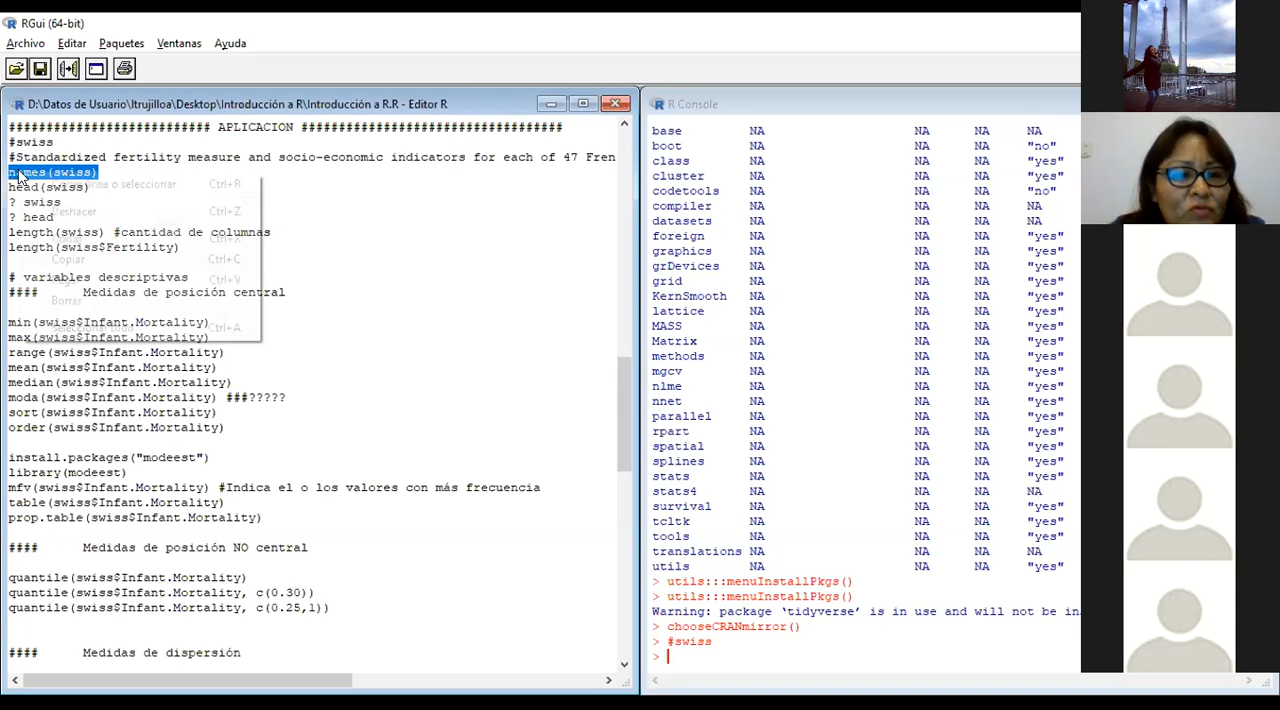 RGui (64-bit)
Archivo Editar Paquetes Ventanas Ayuda
D:\Datos de Usuario\ltrujilloa\Desktop\Introducción a R\Introducción a R.R - Editor R
########################### APLICACION ###################################
#swiss
#Standardized fertility measure and socio-economic indicators for each of 47 Fren
names(swiss)
head(swiss)
? swiss
? head
length(swiss) #cantidad de columnas
length(swiss$Fertility)
# variables descriptivas
#### Medidas de posición central
min(swiss$Infant.Mortality)
max(swiss$Infant.Mortality)
range(swiss$Infant.Mortality)
mean(swiss$Infant.Mortality)
median(swiss$Infant.Mortality)
moda(swiss$Infant.Mortality) ###?????
sort(swiss$Infant.Mortality)
order(swiss$Infant.Mortality)
install.packages("modeest")
library(modeest)
mfv(swiss$Infant.Mortality) #Indica el o los valores con más frecuencia
table(swiss$Infant.Mortality)
prop.table(swiss$Infant.Mortality)
#### Medidas de posición NO central
quantile(swiss$Infant.Mortality)
quantile(swiss$Infant.Mortality, c(0.30))
quantile(swiss$Infant.Mortality, c(0.25,1))
#### Medidas de dispersión
o seleccionar Ctrl+R
Deshacer Ctrl+Z
Ctrl+X
Copiar Ctrl+C
Ctrl+V
Borrar
Seleccionar todo Ctrl+A
R Console
base NA NA NA NA
boot NA NA NA "no"
class NA NA NA "yes"
cluster NA NA NA "yes"
codetools NA NA NA "no"
compiler NA NA NA NA
datasets NA NA NA NA
foreign NA NA NA "yes"
graphics NA NA NA "yes"
grDevices NA NA NA "yes"
grid NA NA NA "yes"
KernSmooth NA NA NA "yes"
lattice NA NA NA "yes"
MASS NA NA NA "yes"
Matrix NA NA NA "yes"
methods NA NA NA "yes"
mgcv NA NA NA "yes"
nlme NA NA NA "yes"
nnet NA NA NA "yes"
parallel NA NA NA "yes"
rpart NA NA NA "yes"
spatial NA NA NA "yes"
splines NA NA NA "yes"
stats NA NA NA "yes"
stats4 NA NA NA NA
survival NA NA NA "yes"
tcltk NA NA NA "yes"
tools NA NA NA "yes"
translations NA NA NA NA
utils NA NA NA "yes"
> utils:::menuInstallPkgs()
> utils:::menuInstallPkgs()
Warning: package ‘tidyverse’ is in use and will not be in
> chooseCRANmirror()
> #swiss
>